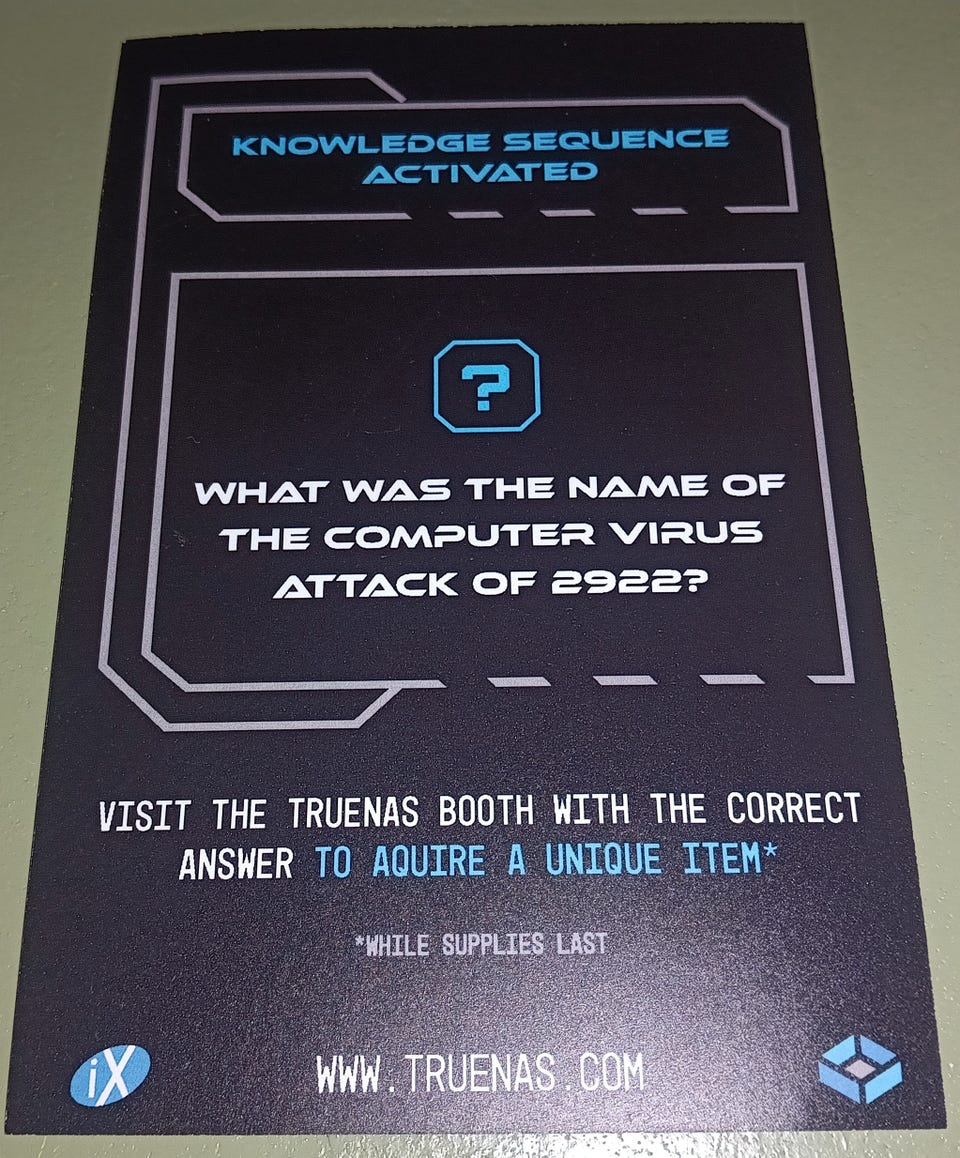 KNOWLEDGE SEQUENCE
ACTIVATED
?
WHAT WAS THE NAME OF
THE COMPUTER VIRUS
ATTACK OF 2922?
VISIT THE TRUENAS BOOTH WITH THE CORRECT
ANSWER TO AQUIRE A UNIQUE ITEM*
*WHILE SUPPLIES LAST
iX
WWW.TRUENAS.COM